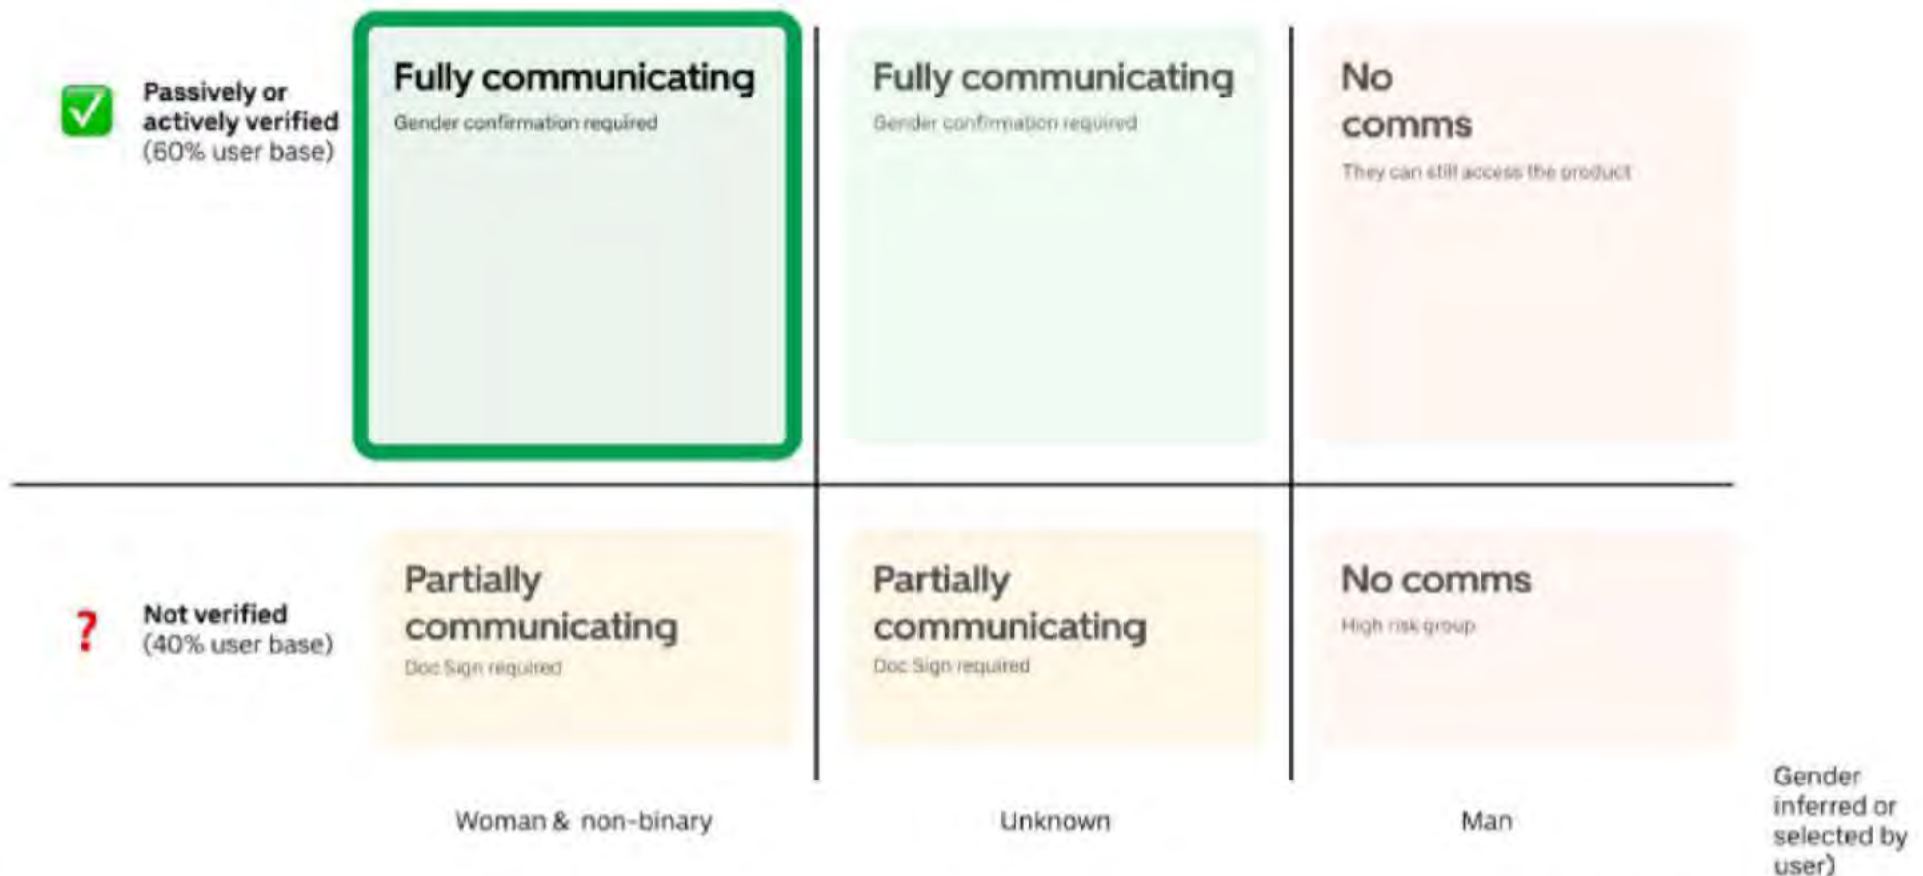 Passively or
actively verified
(60% user base)
Fully communicating
Gender confirmation required
Fully communicating
Gender confirmation required
No
comms
They can still access the product
?
Not verified
(40% user base)
Partially
communicating
Doc Sign required
Partially
communicating
Doc Sign required
No comms
High risk group
Woman & non-binary
Unknown
Man
Gender
inferred or
selected by
user)